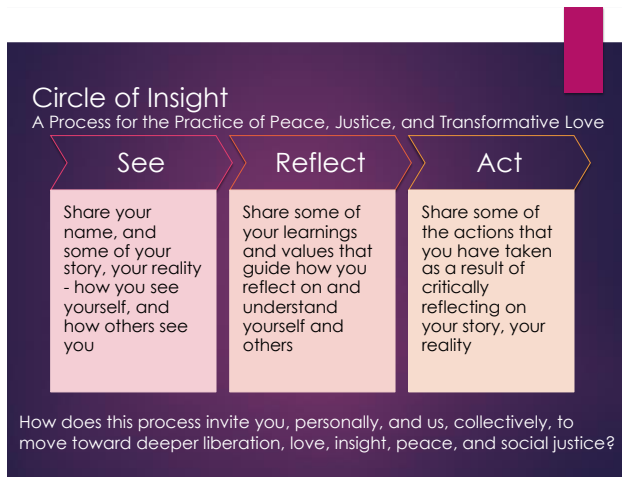 Circle of Insight
A Process for the Practice of Peace, Justice, and Transformative Love
See
Reflect
Act
Share your
name, and
some of your
story, your reality
- how you see
yourself, and
how others see
you
Share some of
your learnings
and values that
guide how you
reflect on and
understand
yourself and
others
Share some of
the actions that
you have taken
as a result of
critically
reflecting on
your story, your
reality
How does this process invite you, personally, and us, collectively, to
move toward deeper liberation, love, insight, peace, and social justice?